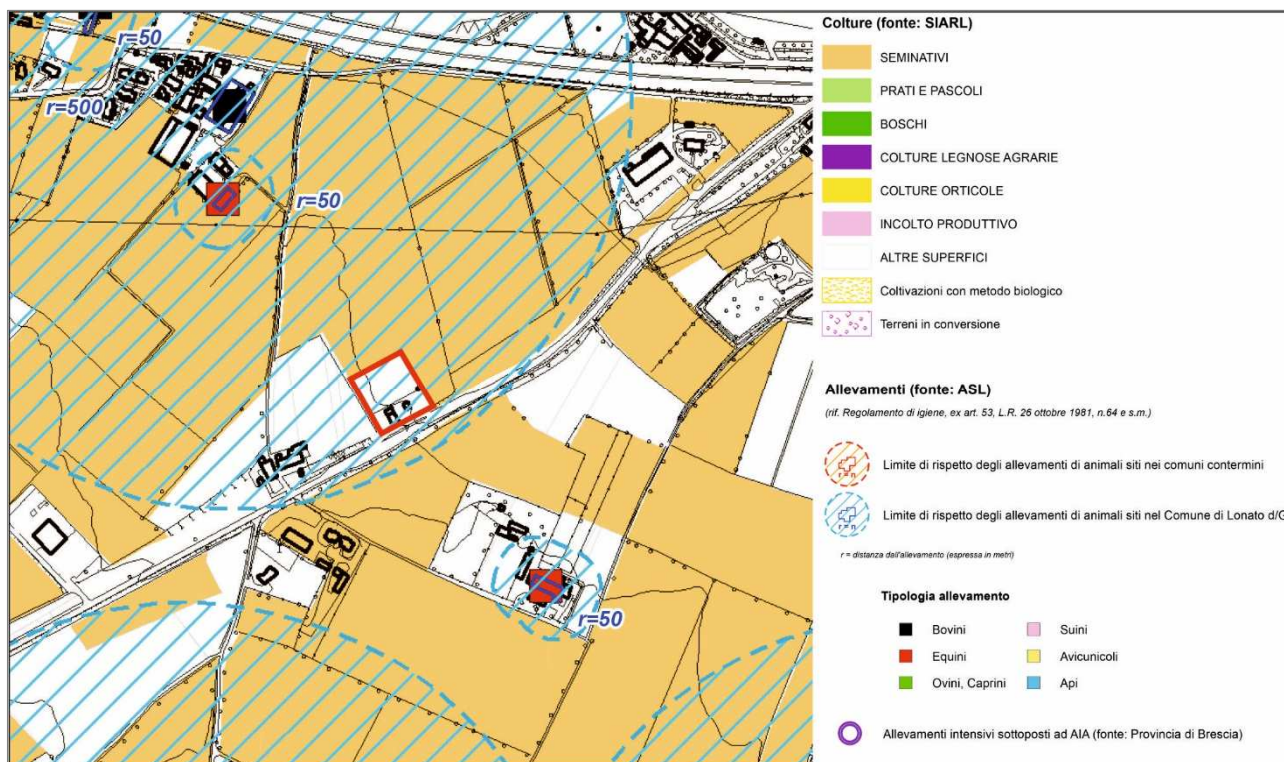 r=50
r=500
r=50
r=50
Colture (fonte: SIARL)
SEMINATIVI
PRATI E PASCOLI
BOSCHI
COLTURE LEGNOSE AGRARIE
COLTURE ORTICOLE
INCOLTO PRODUTTIVO
ALTRE SUPERFICI
Coltivazioni con metodo biologico
Terreni in conversione
Allevamenti (fonte: ASL)
(rif. Regolamento di igiene, ex art. 53, L.R. 26 ottobre 1981, n.64 e s.m.)
r = n
Limite di rispetto degli allevamenti di animali siti nei comuni contermini
r = n
Limite di rispetto degli allevamenti di animali siti nel Comune di Lonato d/G
r = distanza dall'allevamento (espressa in metri)
Tipologia allevamento
Bovini
Suini
Equini
Avicunicoli
Ovini, Caprini
Api
Allevamenti intensivi sottoposti ad AIA (fonte: Provincia di Brescia)